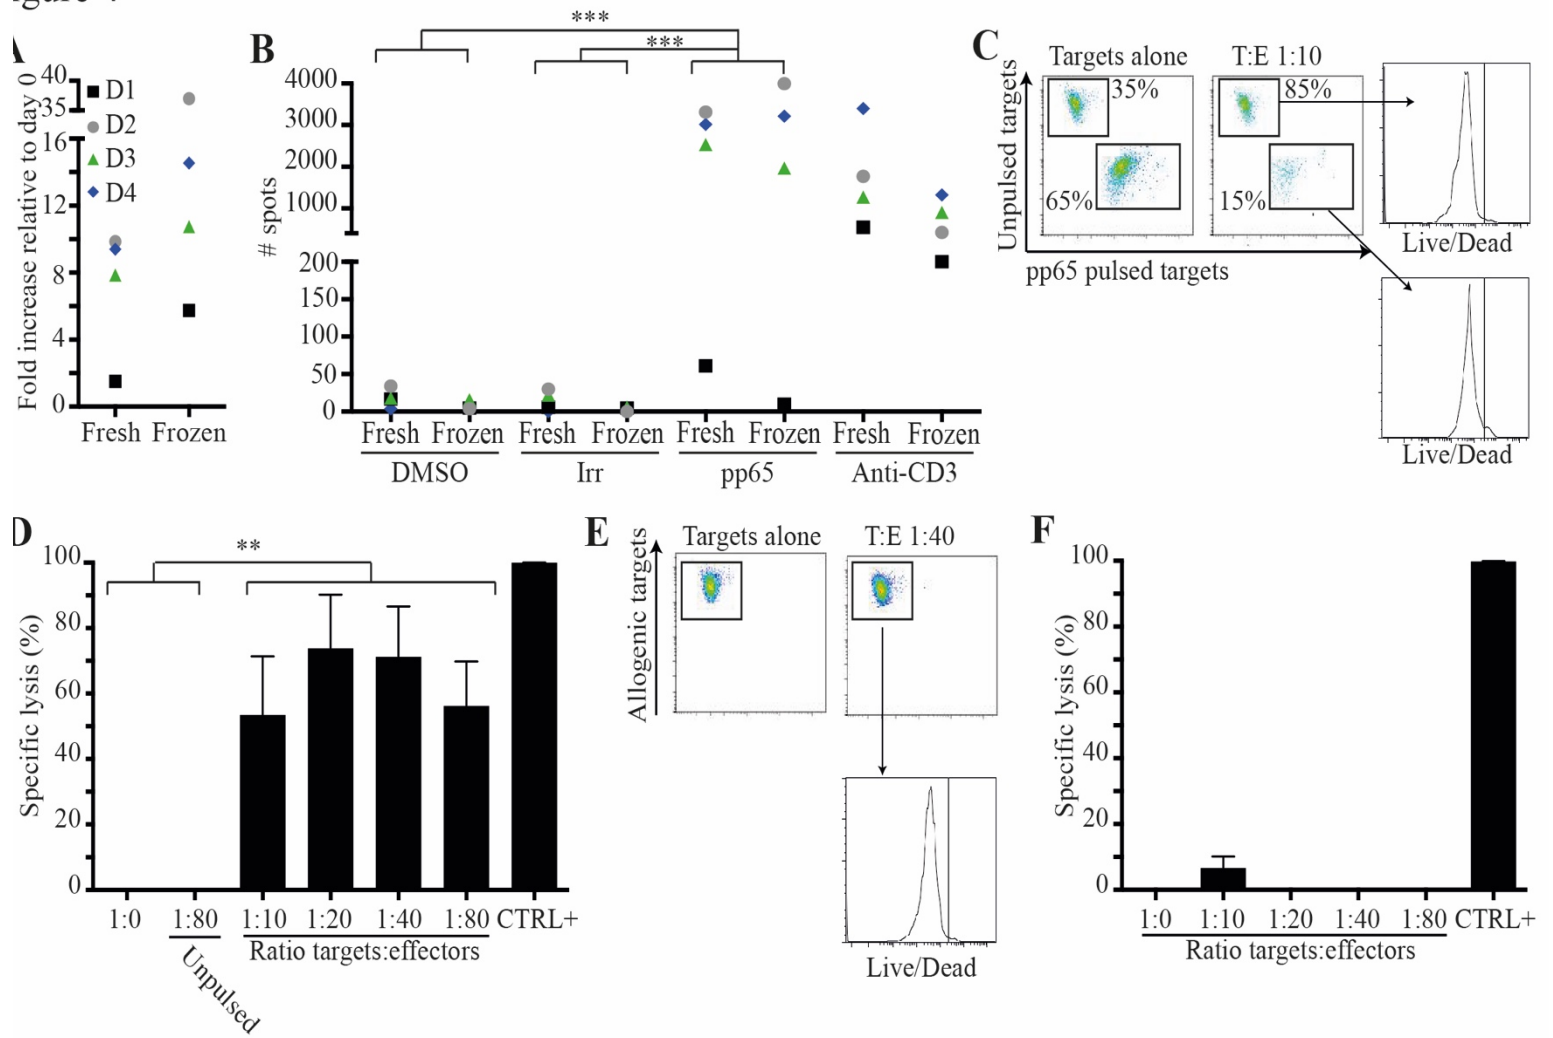 A
Fold increase relative to day 0
40
35
16
12
8
4
0
D1
D2
D3
D4
Fresh Frozen
B
***
***
# spots
4000
3000
2000
1000
200
150
100
50
0
Fresh Frozen Fresh Frozen Fresh Frozen Fresh Frozen
DMSO Irr pp65 Anti-CD3
C
Targets alone T:E 1:10
Unpulsed targets
35% 85%
65% 15%
pp65 pulsed targets
Live/Dead
Live/Dead
D
**
Specific lysis (%)
100
80
60
40
20
0
1:0 1:80 1:10 1:20 1:40 1:80 CTRL+
Unpulsed
Ratio targets:effectors
E
Targets alone T:E 1:40
Allogenic targets
Live/Dead
F
Specific lysis (%)
100
80
60
40
20
0
1:0 1:10 1:20 1:40 1:80 CTRL+
Ratio targets:effectors